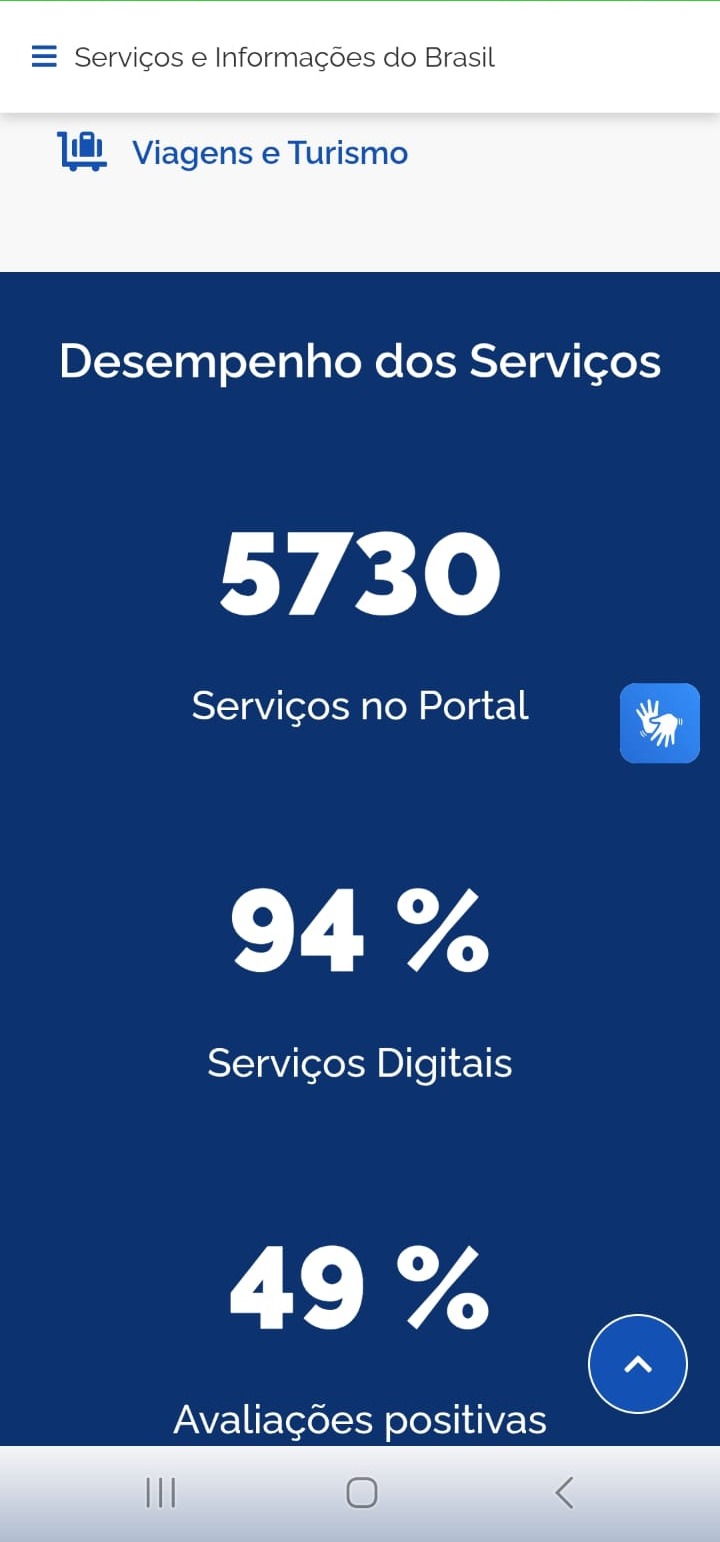 Serviços e Informações do Brasil
Viagens e Turismo
Desempenho dos Serviços
5730
Serviços no Portal
94 %
Serviços Digitais
49 %
Avaliações positivas